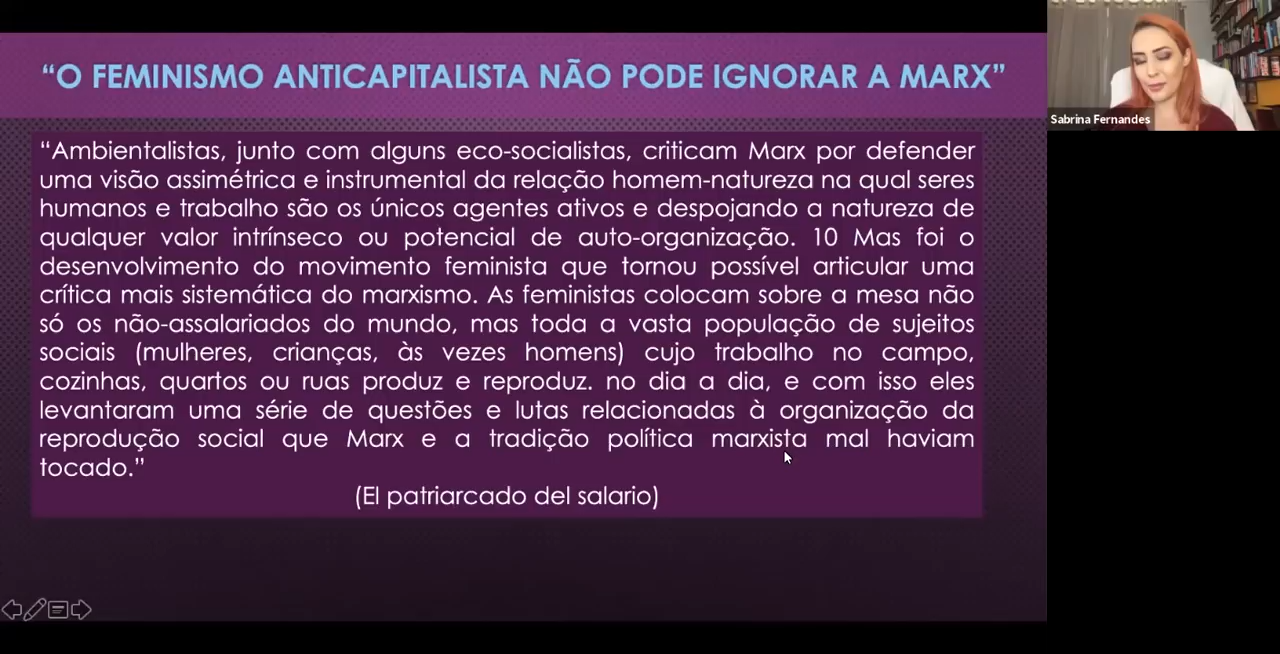 “O FEMINISMO ANTICAPITALISTA NÃO PODE IGNORAR A MARX”
Sabrina Fernandes
“Ambientalistas, junto com alguns eco-socialistas, criticam Marx por defender
uma visão assimétrica e instrumental da relação homem-natureza na qual seres
humanos e trabalho são os únicos agentes ativos e despojando a natureza de
qualquer valor intrínseco ou potencial de auto-organização. 10 Mas foi o
desenvolvimento do movimento feminista que tornou possível articular uma
crítica mais sistemática do marxismo. As feministas colocam sobre a mesa não
só os não-assalariados do mundo, mas toda a vasta população de sujeitos
sociais (mulheres, crianças, às vezes homens) cujo trabalho no campo,
cozinhas, quartos ou ruas produz e reproduz. no dia a dia, e com isso eles
levantaram uma série de questões e lutas relacionadas à organização da
reprodução social que Marx e a tradição política marxista mal haviam
tocado.”
(El patriarcado del salario)